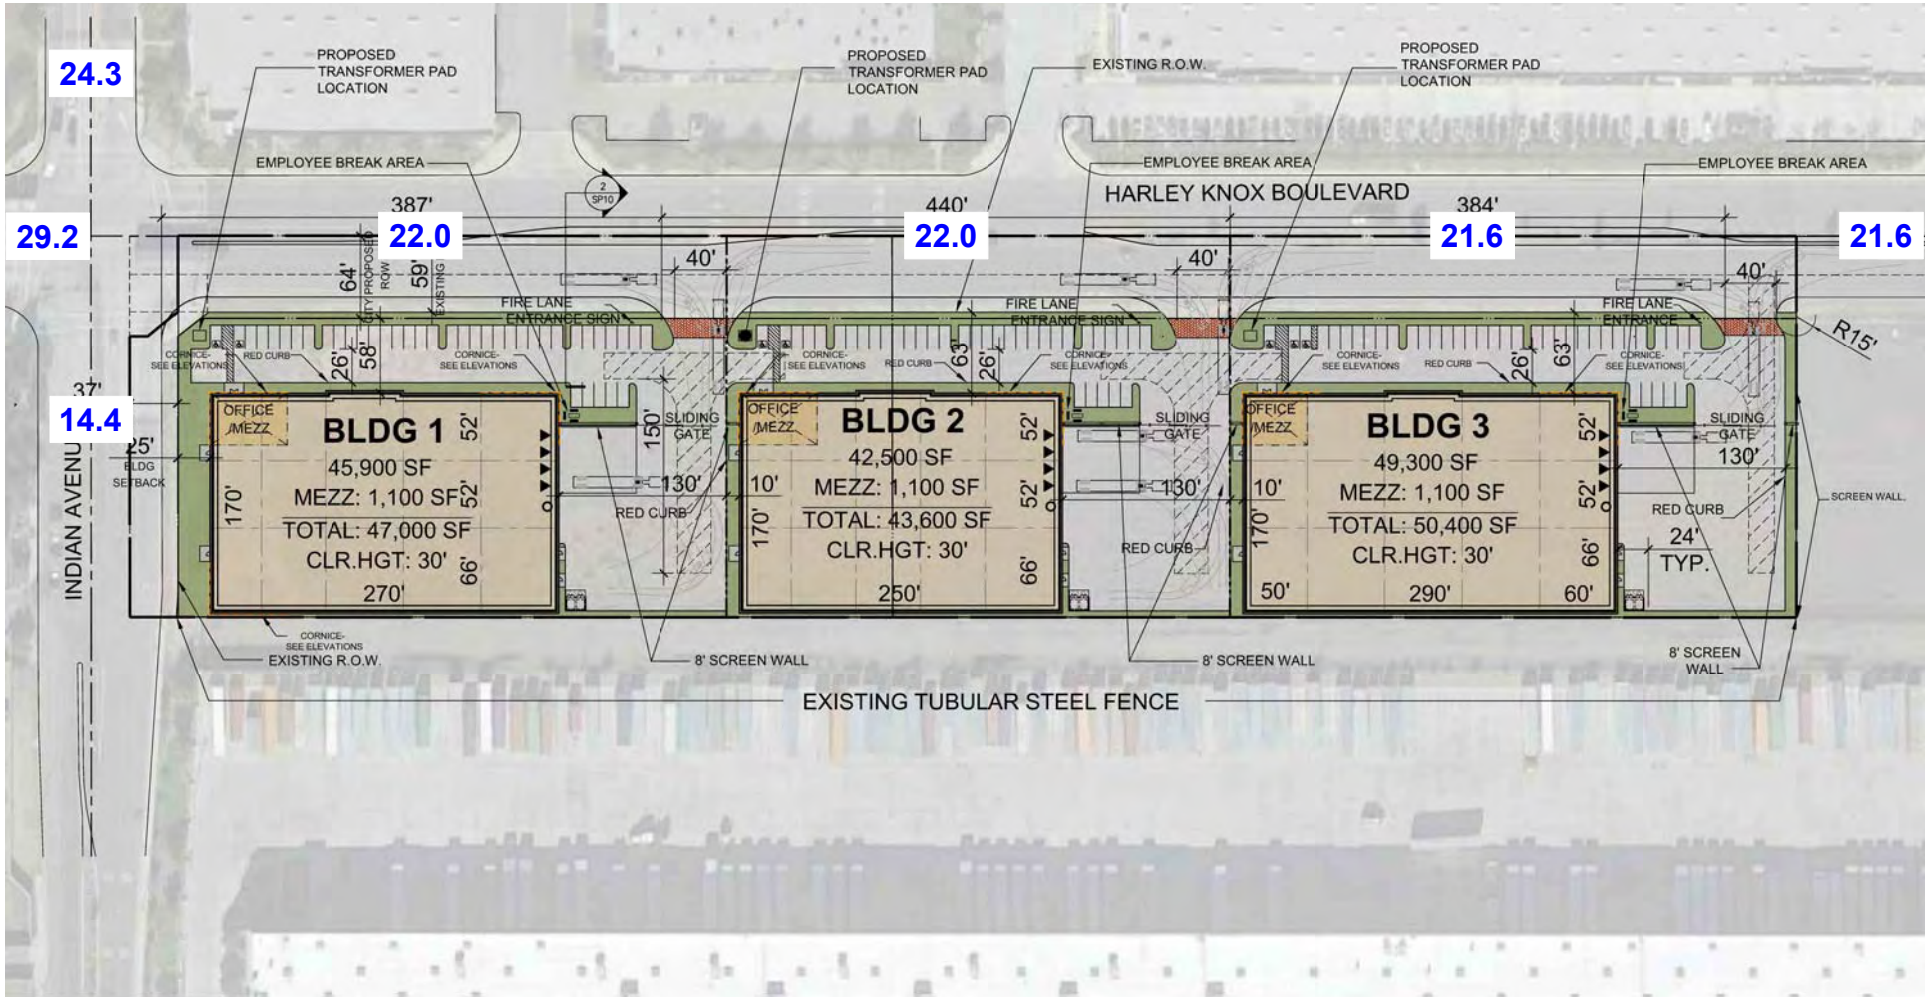 24.3
PROPOSED
TRANSFORMER PAD
LOCATION
PROPOSED
TRANSFORMER PAD
LOCATION
EXISTING R.O.W.
PROPOSED
TRANSFORMER PAD
LOCATION
EMPLOYEE BREAK AREA
EMPLOYEE BREAK AREA
EMPLOYEE BREAK AREA
2
SP10
HARLEY KNOX BOULEVARD
387'
440'
384'
29.2
22.0
22.0
21.6
21.6
64'
CITY PROPOSED
ROW
59'
EXISTING
40'
40'
40'
FIRE LANE
ENTRANCE SIGN
FIRE LANE
ENTRANCE SIGN
FIRE LANE
ENTRANCE
R15'
CORNICE-
SEE ELEVATIONS
RED CURB
26'
58'
CORNICE-
SEE ELEVATIONS
CORNICE-
SEE ELEVATIONS
RED CURB
63'
26'
CORNICE-
SEE ELEVATIONS
CORNICE-
SEE ELEVATIONS
RED CURB
26'
63'
CORNICE-
SEE ELEVATIONS
37'
14.4
25'
BLDG
SETBACK
INDIAN AVENU
OFFICE
/MEZZ
BLDG 1
45,900 SF
MEZZ: 1,100 SF
TOTAL: 47,000 SF
CLR.HGT: 30'
270'
170'
52'
52'
66'
150'
SLIDING
GATE
130'
RED CURB
OFFICE
/MEZZ
BLDG 2
42,500 SF
MEZZ: 1,100 SF
TOTAL: 43,600 SF
CLR.HGT: 30'
250'
10'
170'
52'
52'
66'
SLIDING
GATE
130'
RED CURB
OFFICE
/MEZZ
BLDG 3
49,300 SF
MEZZ: 1,100 SF
TOTAL: 50,400 SF
CLR.HGT: 30'
50'
290'
60'
10'
170'
52'
52'
66'
SLIDING
GATE
130'
RED CURB
24'
TYP.
SCREEN WALL
CORNICE-
SEE ELEVATIONS
EXISTING R.O.W.
8' SCREEN WALL
8' SCREEN WALL
8' SCREEN
WALL
EXISTING TUBULAR STEEL FENCE